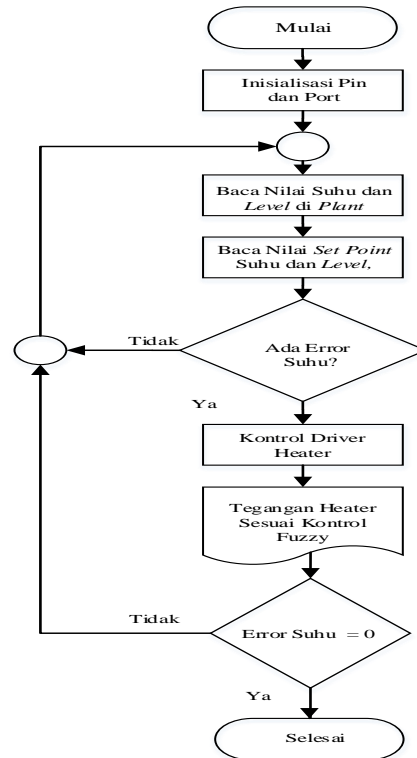 Mulai
Inisialisasi Pin
dan Port
Baca Nilai Suhu dan
Level di Plant
Baca Nilai Set Point
Suhu dan Level,
Tidak
Ada Error
Suhu?
Ya
Kontrol Driver
Heater
Tegangan Heater
Sesuai Kontrol
Fuzzy
Tidak
Error Suhu = 0
Ya
Selesai